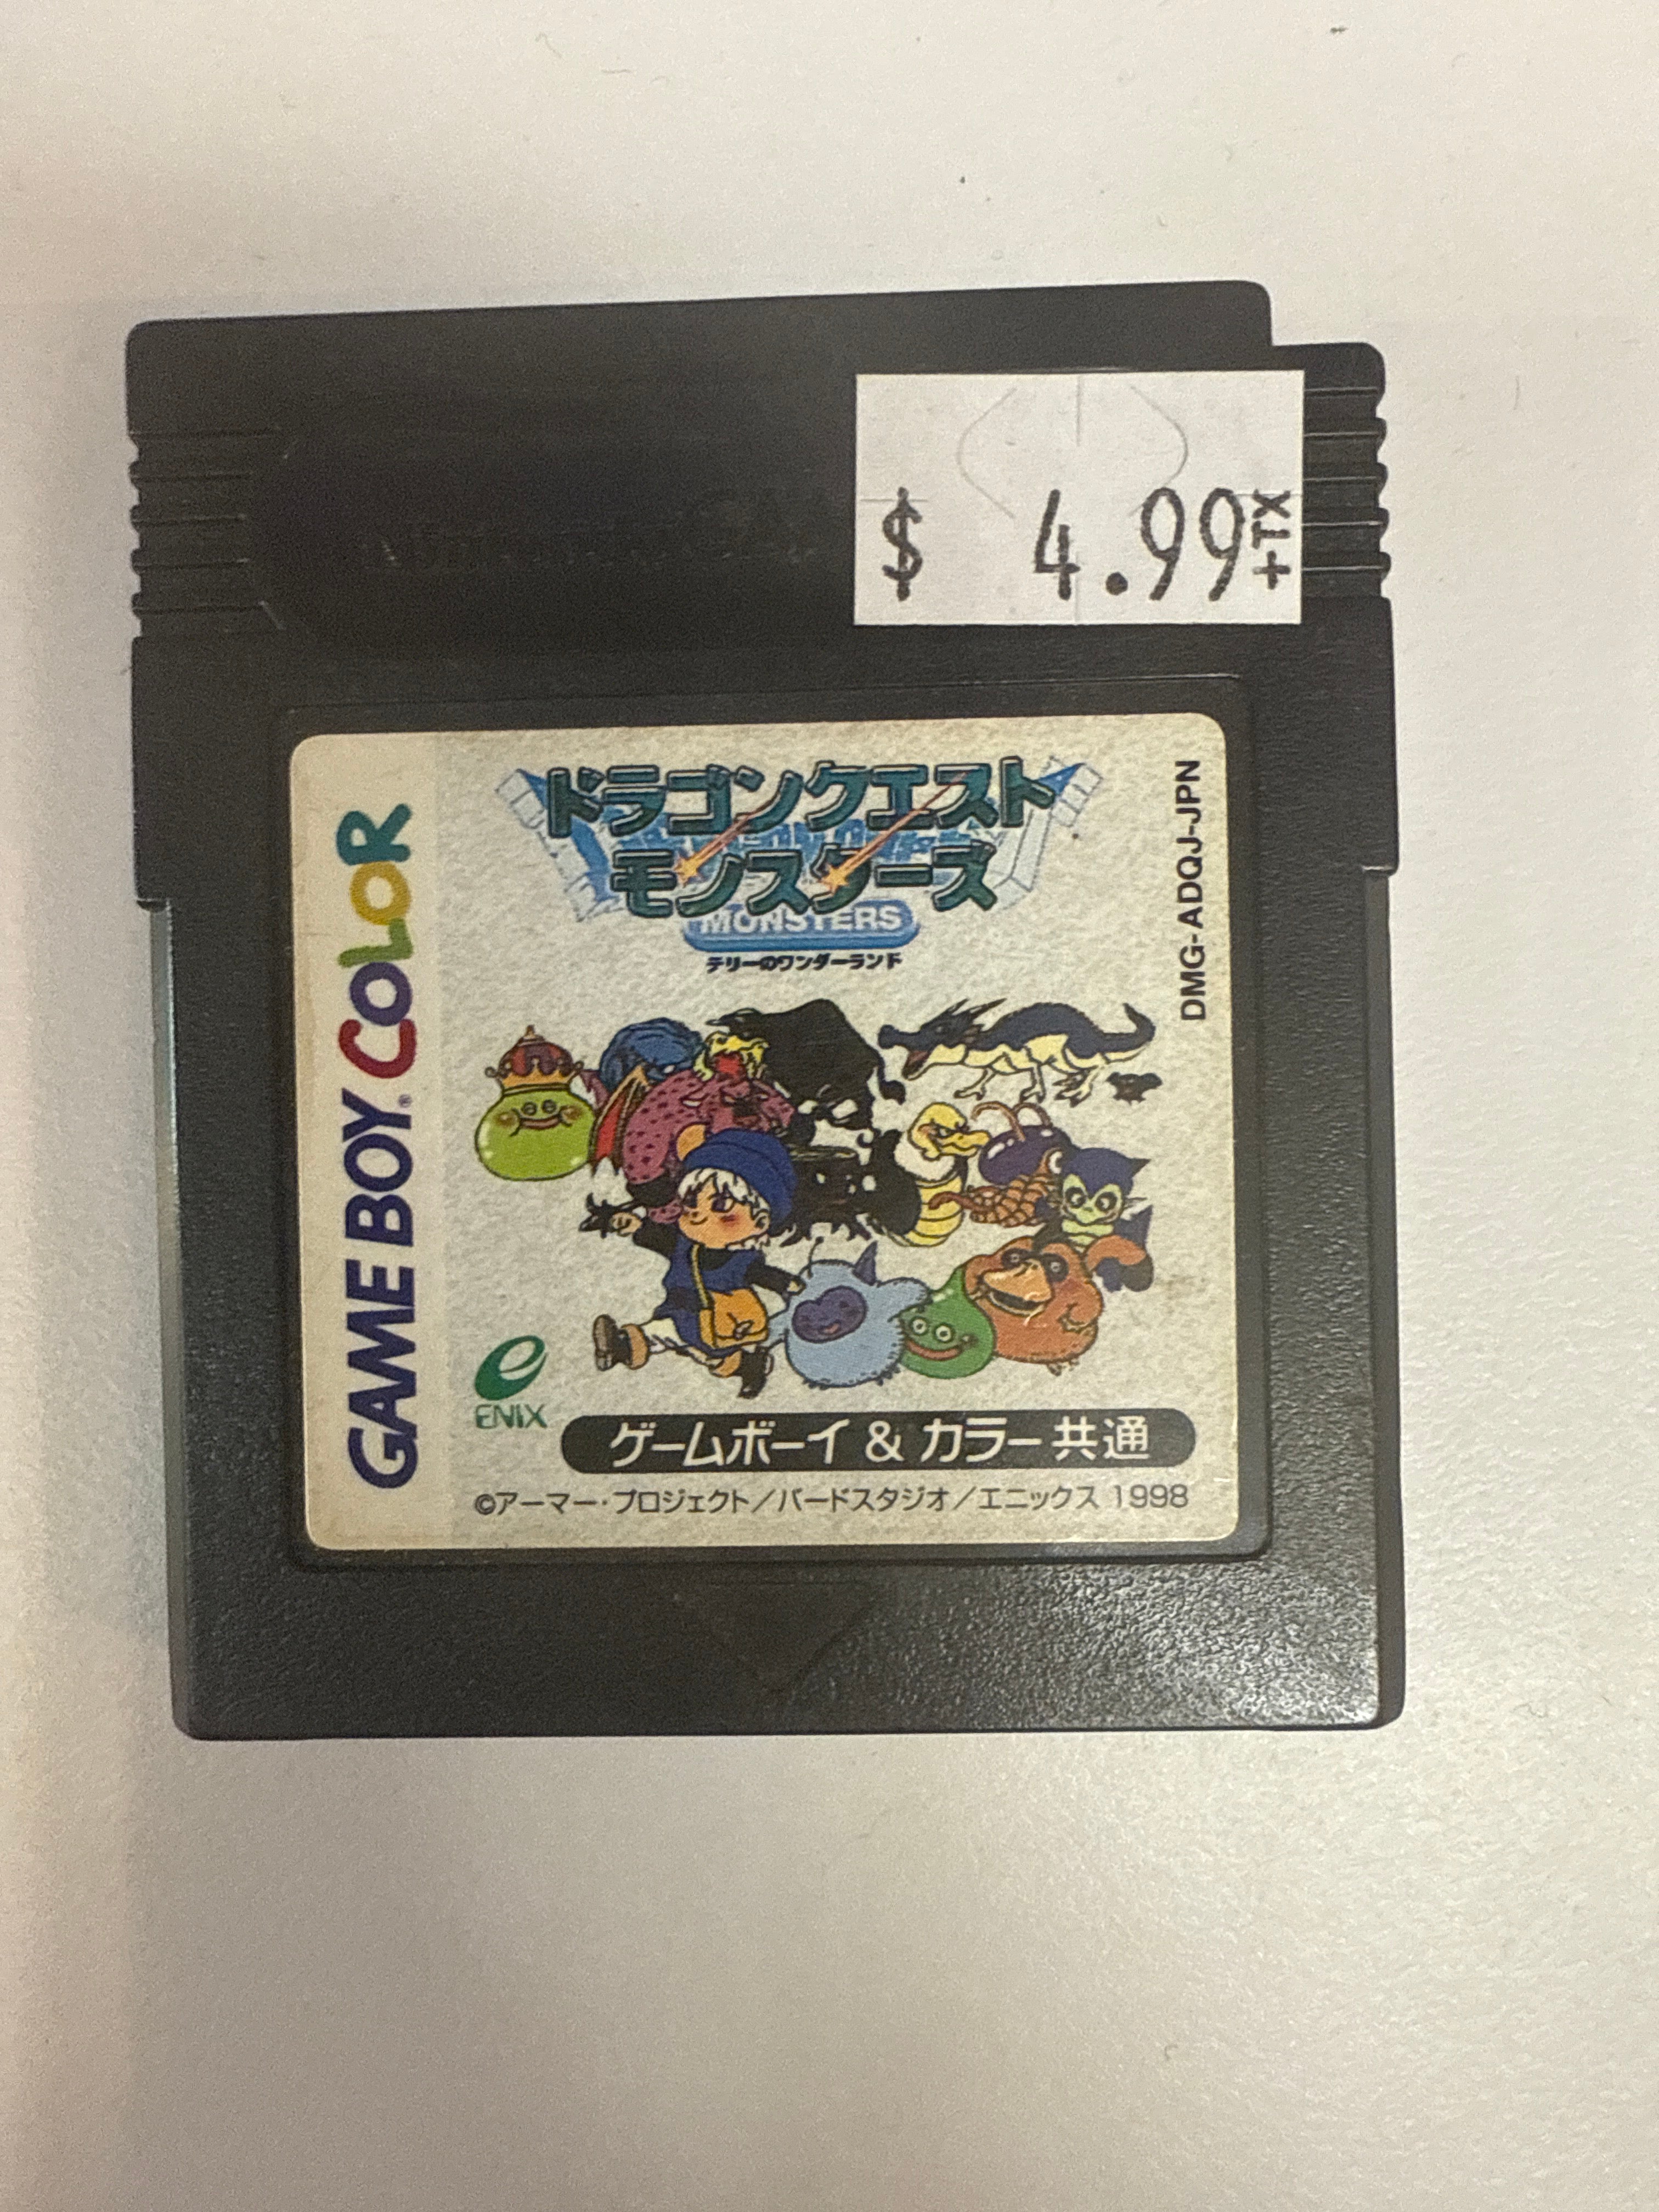 $ 4.99+TX
GAME BOY COLOR
ドラゴンクエスト
モンスターズ
MONSTERS
テリーのワンダーランド
DMG-ADQJ-JPN
ENIX
ゲームボーイ & カラー共通
©アーマー・プロジェクト/バードスタジオ/エニックス 1998